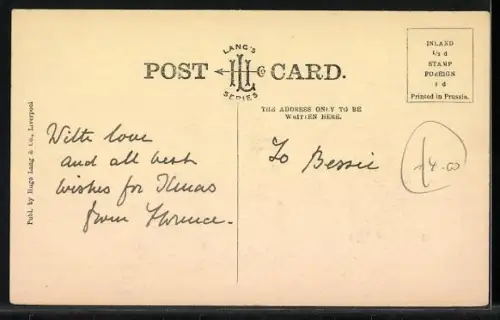 LANG'S
POST CARD.
HL & Co
SERIES
THE ADDRESS ONLY TO BE
WRITTEN HERE.
INLAND
½ d
STAMP
FOREIGN
1 d
Printed in Prussia.
Publ. by Hugo Lang & Co., Liverpool
With love
and all best
wishes for Xmas
from Florence.
To Bessie
£4.00